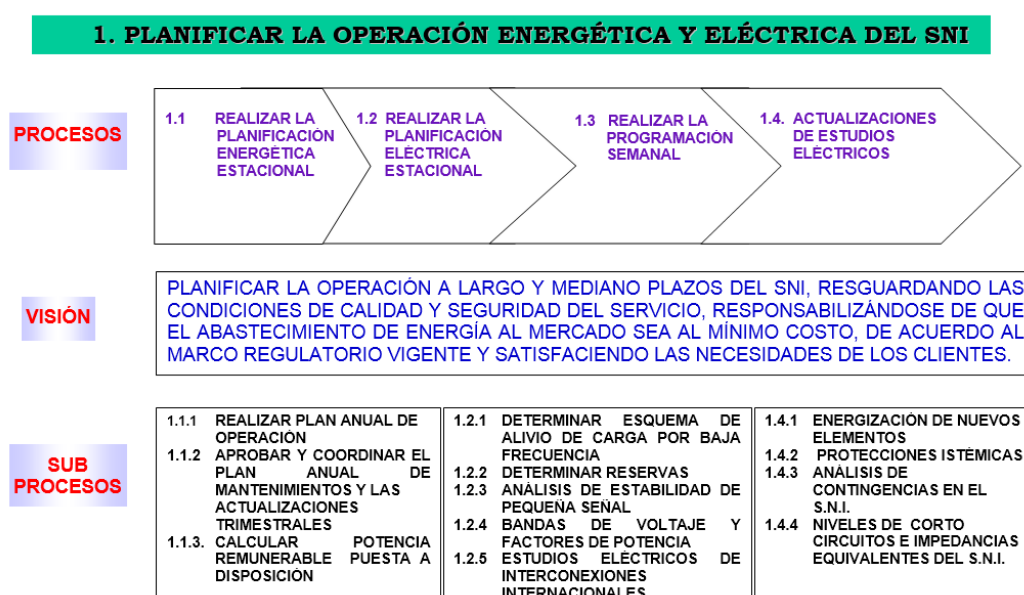 1. PLANIFICAR LA OPERACIÓN ENERGÉTICA Y ELÉCTRICA DEL SNI
PROCESOS
1.1 REALIZAR LA
PLANIFICACIÓN
ENERGÉTICA
ESTACIONAL
1.2 REALIZAR LA
PLANIFICACIÓN
ELÉCTRICA
ESTACIONAL
1.3 REALIZAR LA
PROGRAMACIÓN
SEMANAL
1.4. ACTUALIZACIONES
DE ESTUDIOS
ELÉCTRICOS
VISIÓN
PLANIFICAR LA OPERACIÓN A LARGO Y MEDIANO PLAZOS DEL SNI, RESGUARDANDO LAS
CONDICIONES DE CALIDAD Y SEGURIDAD DEL SERVICIO, RESPONSABILIZÁNDOSE DE QUE
EL ABASTECIMIENTO DE ENERGÍA AL MERCADO SEA AL MÍNIMO COSTO, DE ACUERDO AL
MARCO REGULATORIO VIGENTE Y SATISFACIENDO LAS NECESIDADES DE LOS CLIENTES.
SUB
PROCESOS
1.1.1 REALIZAR PLAN ANUAL DE
OPERACIÓN
1.1.2 APROBAR Y COORDINAR EL
PLAN ANUAL DE
MANTENIMIENTOS Y LAS
ACTUALIZACIONES
TRIMESTRALES
1.1.3. CALCULAR POTENCIA
REMUNERABLE PUESTA A
DISPOSICIÓN
1.2.1 DETERMINAR ESQUEMA DE
ALIVIO DE CARGA POR BAJA
FRECUENCIA
1.2.2 DETERMINAR RESERVAS
1.2.3 ANÁLISIS DE ESTABILIDAD DE
PEQUEÑA SEÑAL
1.2.4 BANDAS DE VOLTAJE Y
FACTORES DE POTENCIA
1.2.5 ESTUDIOS ELÉCTRICOS DE
INTERCONEXIONES
INTERNACIONALES
1.4.1 ENERGIZACIÓN DE NUEVOS
ELEMENTOS
1.4.2 PROTECCIONES ISTÉMICAS
1.4.3 ANÁLISIS DE
CONTINGENCIAS EN EL
S.N.I.
1.4.4 NIVELES DE CORTO
CIRCUITOS E IMPEDANCIAS
EQUIVALENTES DEL S.N.I.